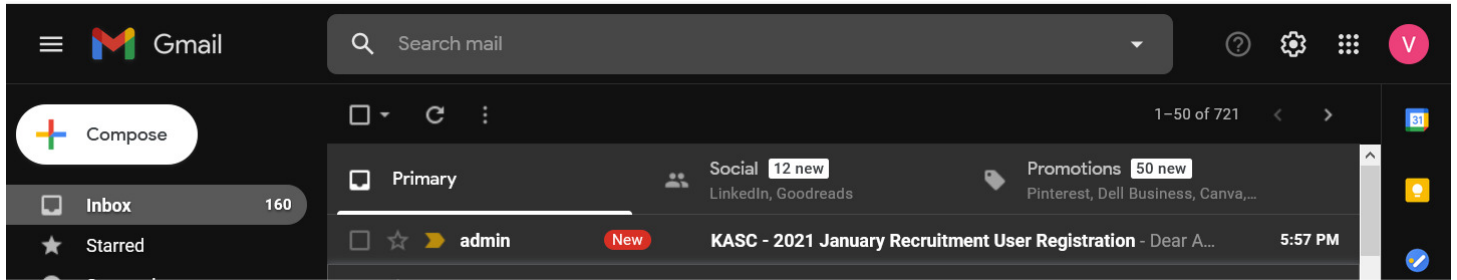 Gmail
Search mail
V
Compose
1–50 of 721
31
Primary
Social 12 new
LinkedIn, Goodreads
Promotions 50 new
Pinterest, Dell Business, Canva,...
Inbox 160
admin New KASC - 2021 January Recruitment User Registration - Dear A... 5:57 PM
Starred